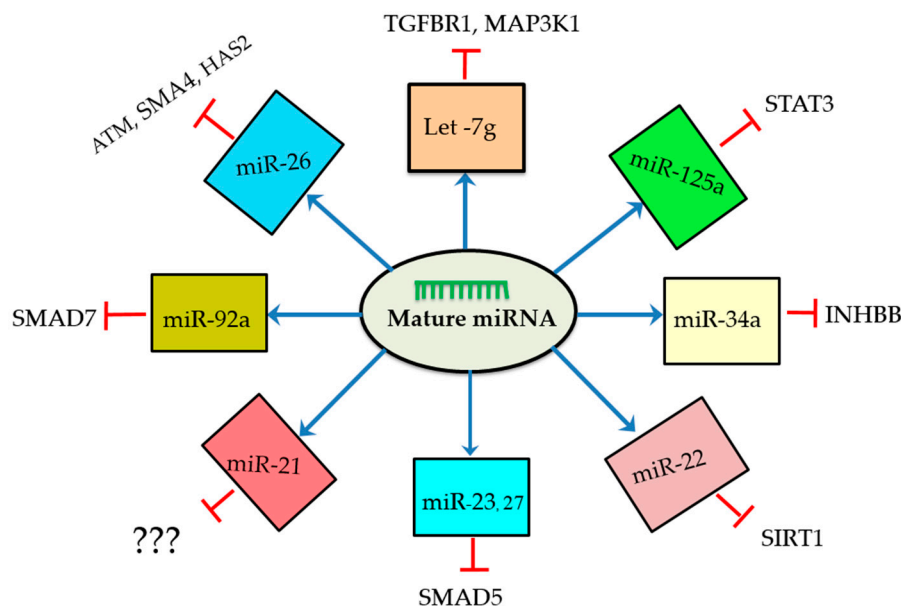 TGFBR1, MAP3K1
ATM, SMA4, HAS2
STAT3
Let -7g
miR-26
miR-125a
SMAD7
miR-92a
Mature miRNA
miR-34a
INHBB
miR-21
miR-23, 27
miR-22
???
SIRT1
SMAD5